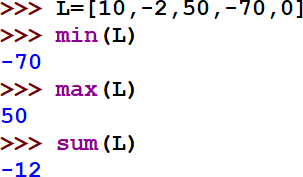 >>> L=[10,-2,50,-70,0]
>>> min(L)
-70
>>> max(L)
50
>>> sum(L)
-12